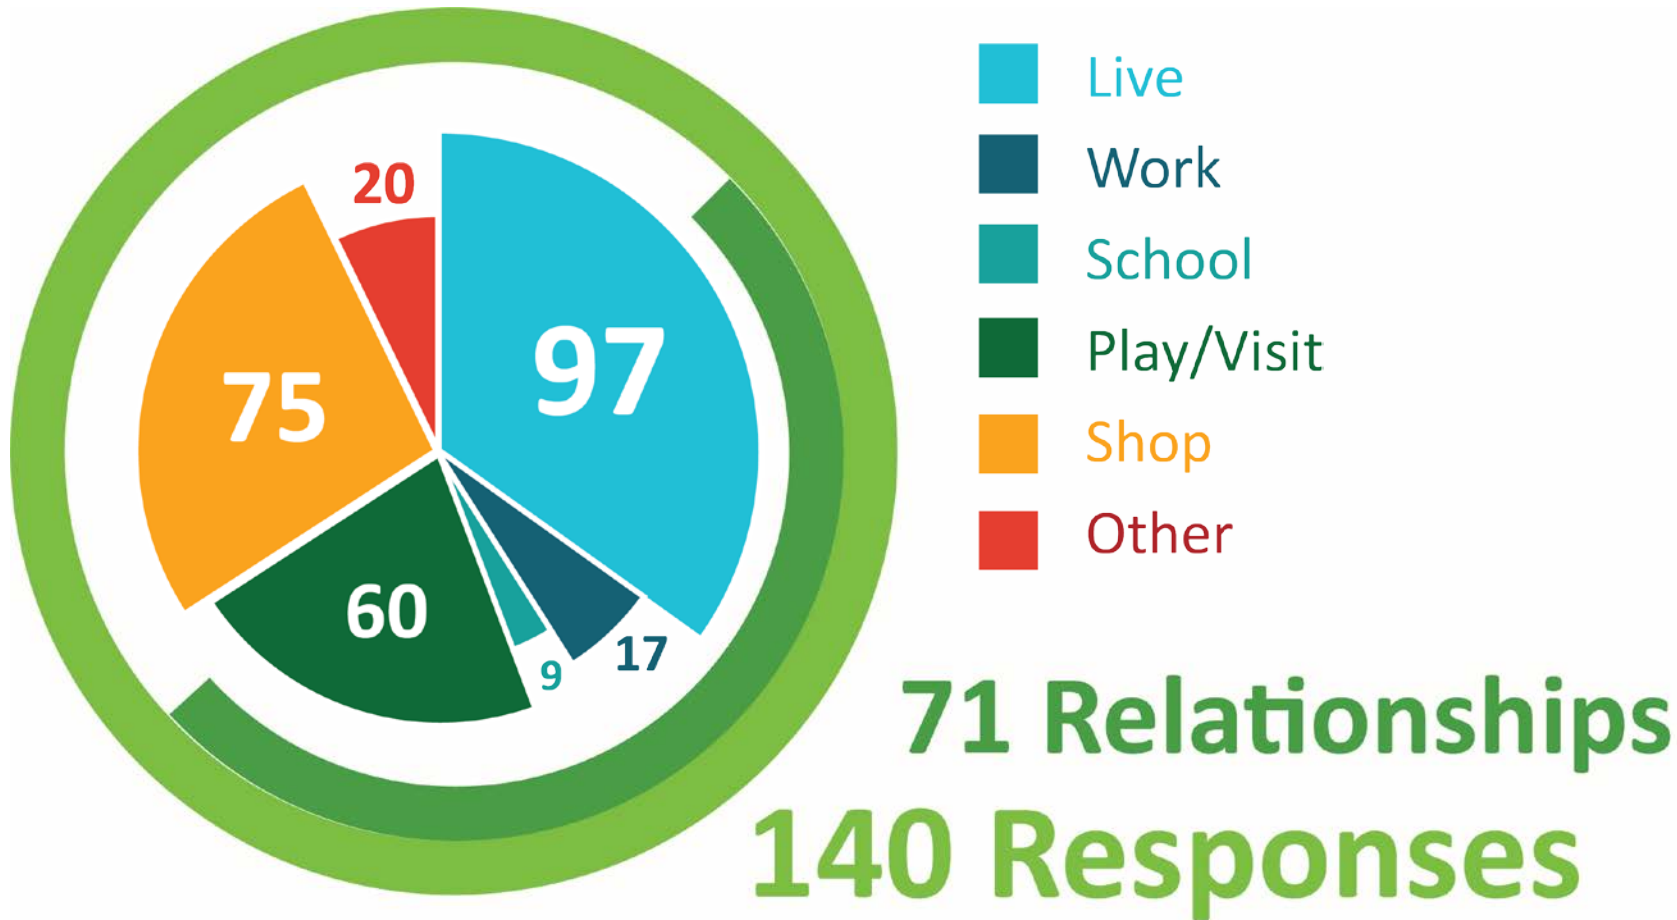 20
97
75
60
9
17
Live
Work
School
Play/Visit
Shop
Other
71 Relationships
140 Responses